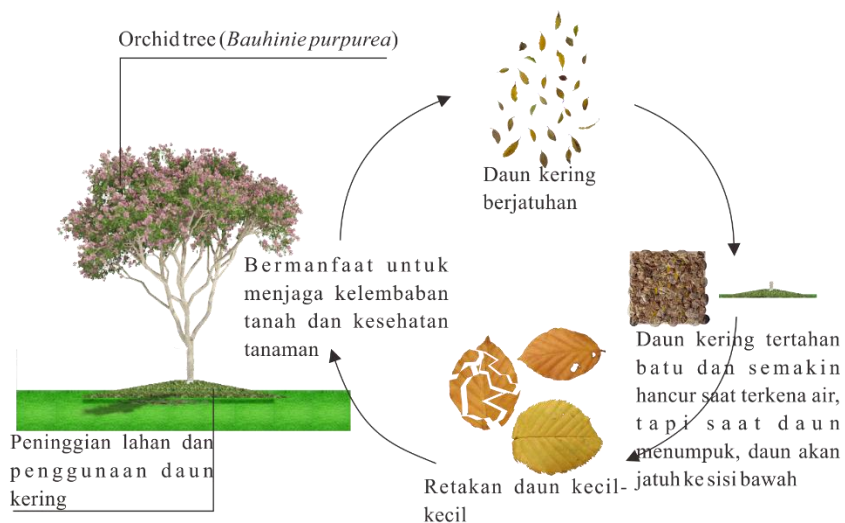 Orchid tree (Bauhinie purpurea)
Daun kering
berjatuhan
Bermanfaat untuk
menjaga kelembaban
tanah dan kesehatan
tanaman
Daun kering tertahan
batu dan semakin
hancur saat terkena air,
tapi saat daun
menumpuk, daun akan
jatuh ke sisi bawah
Peninggian lahan dan
penggunaan daun
kering
Retakan daun kecil-
kecil